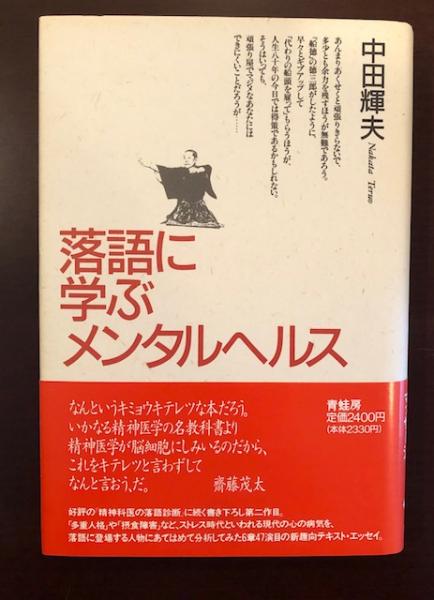 中田輝夫
Nakata Teruo
あんまりあくせくと頑張りきらないで、
多少とも余力を残すほうが無難であろう。
『船徳』の徳三郎がしたように、
早々とギブアップして
「代わりの船頭を雇って」もらうほうが、
人生八十年の今日では得策であるかもしれない。
そうはいっても、
頑張り屋でマジメなあなたには
できにくいことだろうが……
落語に
学ぶ
メンタルヘルス
なんというキミョウキテレツな本だろう。
いかなる精神医学の名教科書より
精神医学が脳細胞にしみいるのだから、
これをキテレツと言わずして
なんと言おう、だ。 齋藤茂太
青蛙房
定価2400円
(本体2330円)
好評の『精神科医の落語診断』に続く書き下ろし第二作目。
「多重人格」や「摂食障害」など、ストレス時代といわれる現代の心の病気を、
落語に登場する人物にあてはめて分析してみた6章47演目の新趣向テキスト・エッセイ。